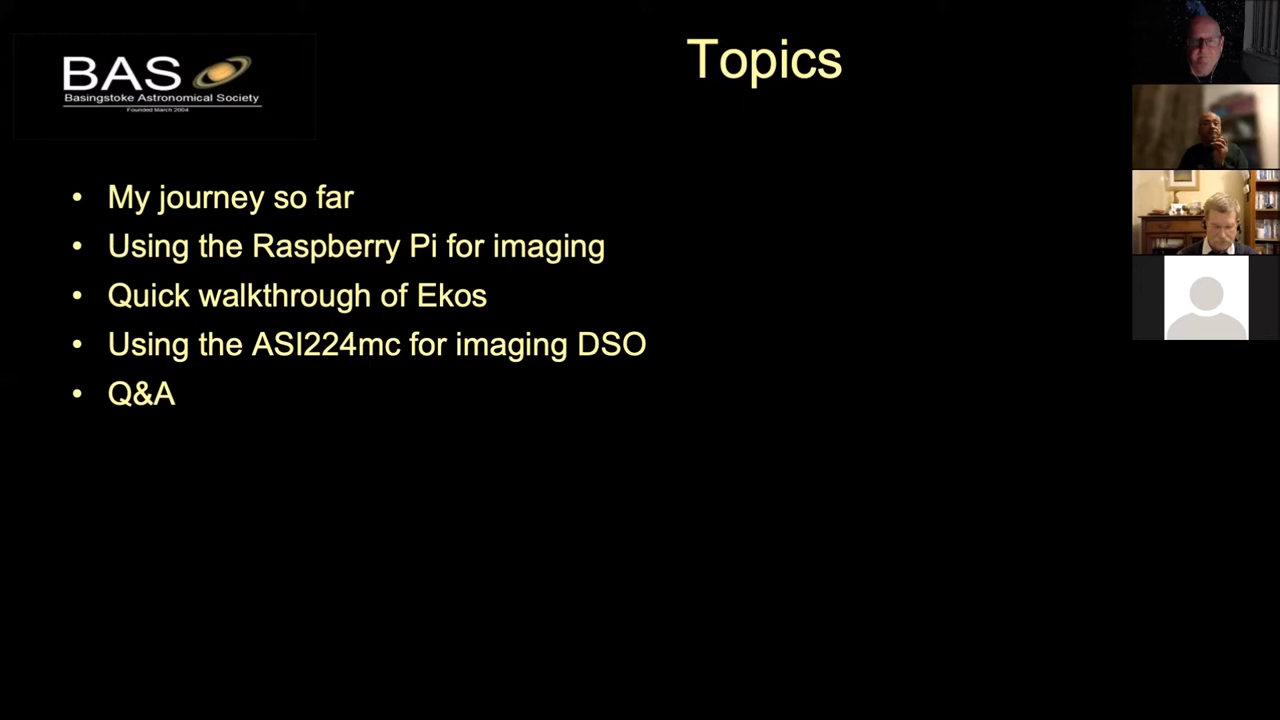 BAS
Basingstoke Astronomical Society
Founded March 2004
Topics
• My journey so far
• Using the Raspberry Pi for imaging
• Quick walkthrough of Ekos
• Using the ASI224mc for imaging DSO
• Q&A